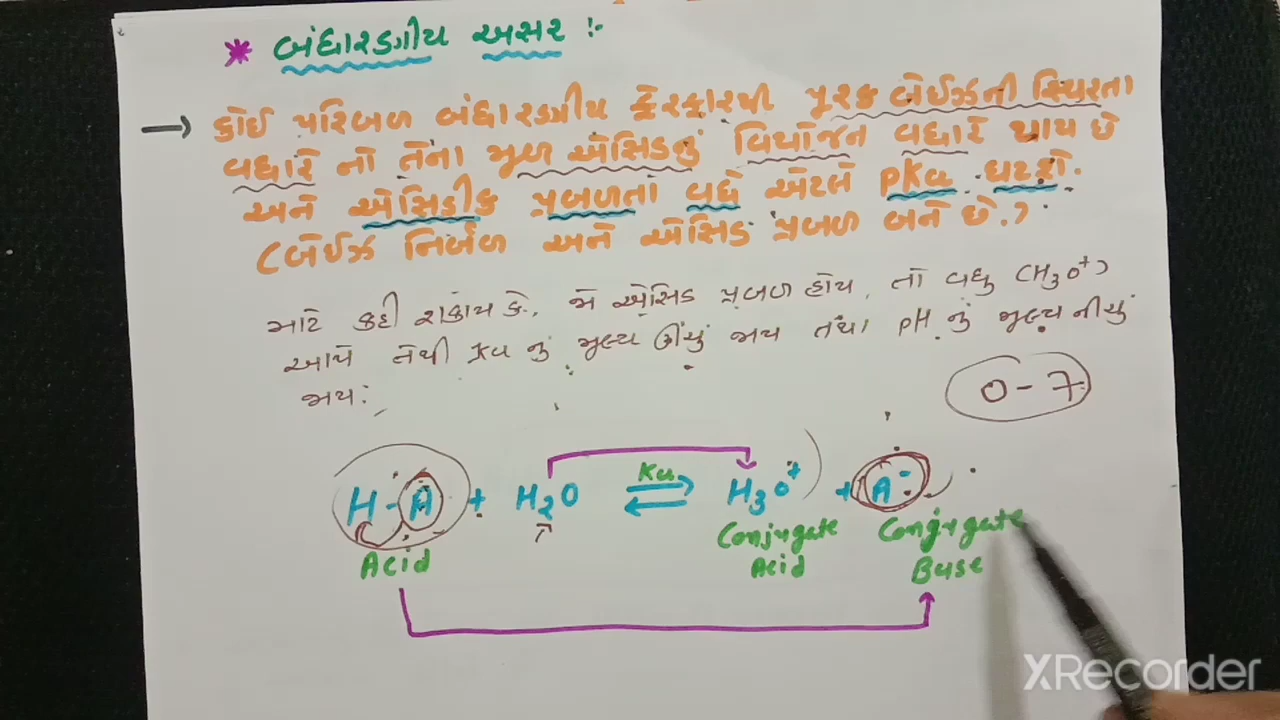 * બંધારણીય અસર :-
→ કોઈ પરિબળ બંધારણીય ફેરફારથી પૂરક બેઈઝની સ્થિરતા
વધારે તો તેના મૂળ એસિડનું વિયોજન વધારે થાય છે
અને એસિડીક પ્રબળતા વધે એટલે pKa ઘટશે.
(બેઈઝ નિર્બળ અને એસિડ પ્રબળ બને છે.)
માટે કહી શકાય કે, જો એસિડ પ્રબળ હોય, તો વધુ (H3O+)
આપે તેથી Ka નું મૂલ્ય ઊંચું જાય તથા pH નું મૂલ્ય નીચું
જાય.
0 - 7
H - A + H2O ⇌ Ka H3O+ + A-
Acid Conjugate Acid Conjugate Base
XRecorder